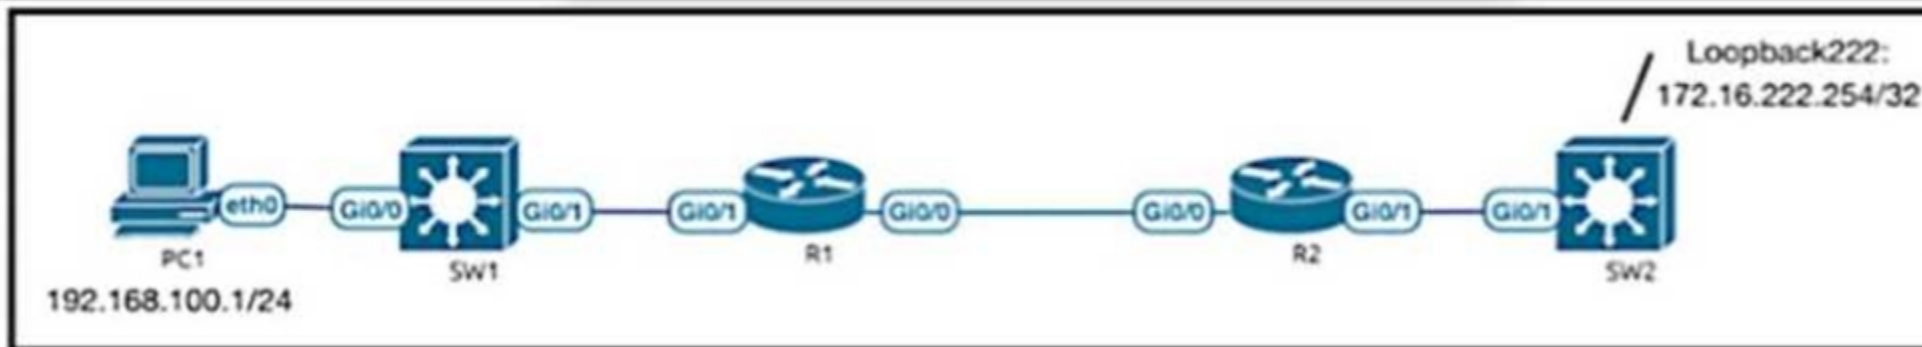 Loopback222:
172.16.222.254/32
eth0
Gi0/0
Gi0/1
Gi0/1
Gi0/0
Gi0/0
Gi0/1
Gi0/1
PC1
SW1
R1
R2
SW2
192.168.100.1/24